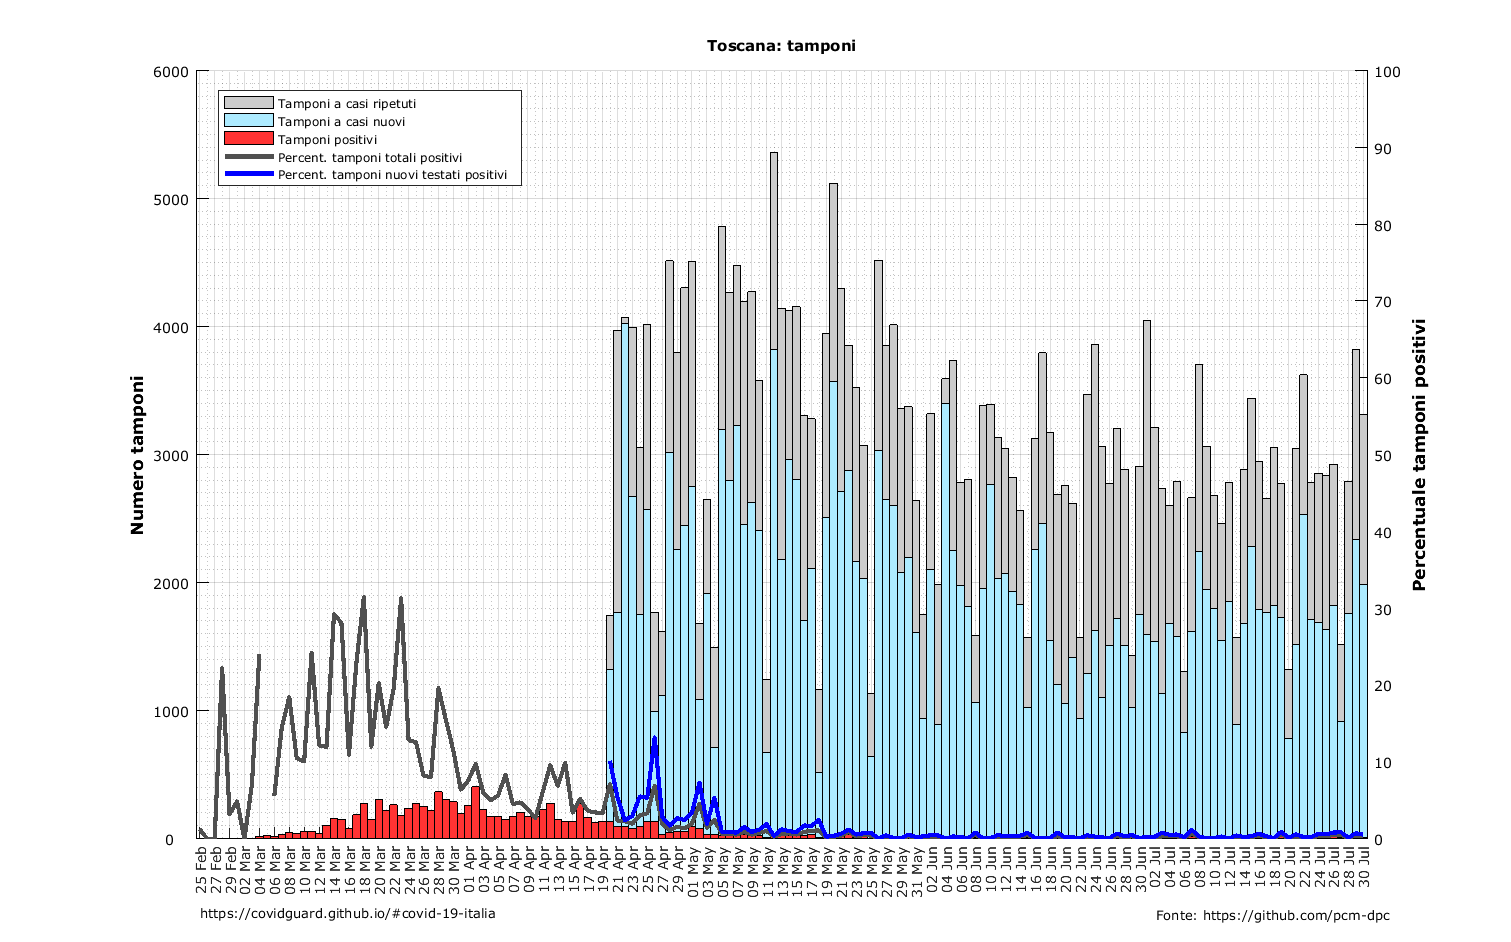 Toscana: tamponi
6000
5000
4000
3000
2000
1000
0
100
90
80
70
60
50
40
30
20
10
0
Tamponi a casi ripetuti
Tamponi a casi nuovi
Tamponi positivi
Percent. tamponi totali positivi
Percent. tamponi nuovi testati positivi
Numero tamponi
Percentuale tamponi positivi
25 Feb
27 Feb
29 Feb
02 Mar
04 Mar
06 Mar
08 Mar
10 Mar
12 Mar
14 Mar
16 Mar
18 Mar
20 Mar
22 Mar
24 Mar
26 Mar
28 Mar
30 Mar
01 Apr
03 Apr
05 Apr
07 Apr
09 Apr
11 Apr
13 Apr
15 Apr
17 Apr
19 Apr
21 Apr
23 Apr
25 Apr
27 Apr
29 Apr
01 May
03 May
05 May
07 May
09 May
11 May
13 May
15 May
17 May
19 May
21 May
23 May
25 May
27 May
29 May
31 May
02 Jun
04 Jun
06 Jun
08 Jun
10 Jun
12 Jun
14 Jun
16 Jun
18 Jun
20 Jun
22 Jun
24 Jun
26 Jun
28 Jun
30 Jun
02 Jul
04 Jul
06 Jul
08 Jul
10 Jul
12 Jul
14 Jul
16 Jul
18 Jul
20 Jul
22 Jul
24 Jul
26 Jul
28 Jul
30 Jul
https://covidguard.github.io/#covid-19-italia
Fonte: https://github.com/pcm-dpc